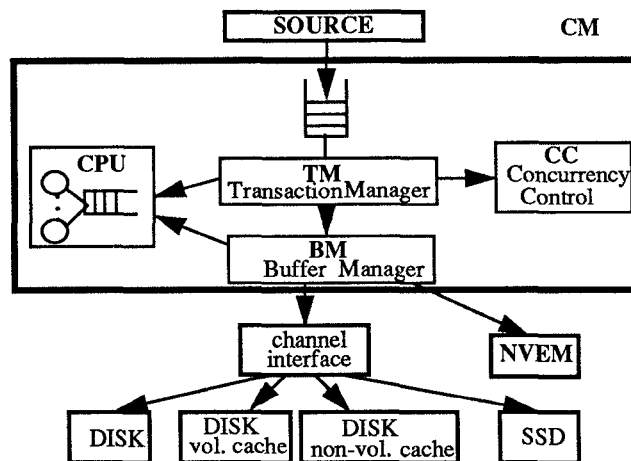 SOURCE
CM
CPU
TM
TransactionManager
CC
Concurrency
Control
BM
Buffer Manager
channel
interface
NVEM
DISK
DISK
vol. cache
DISK
non-vol. cache
SSD